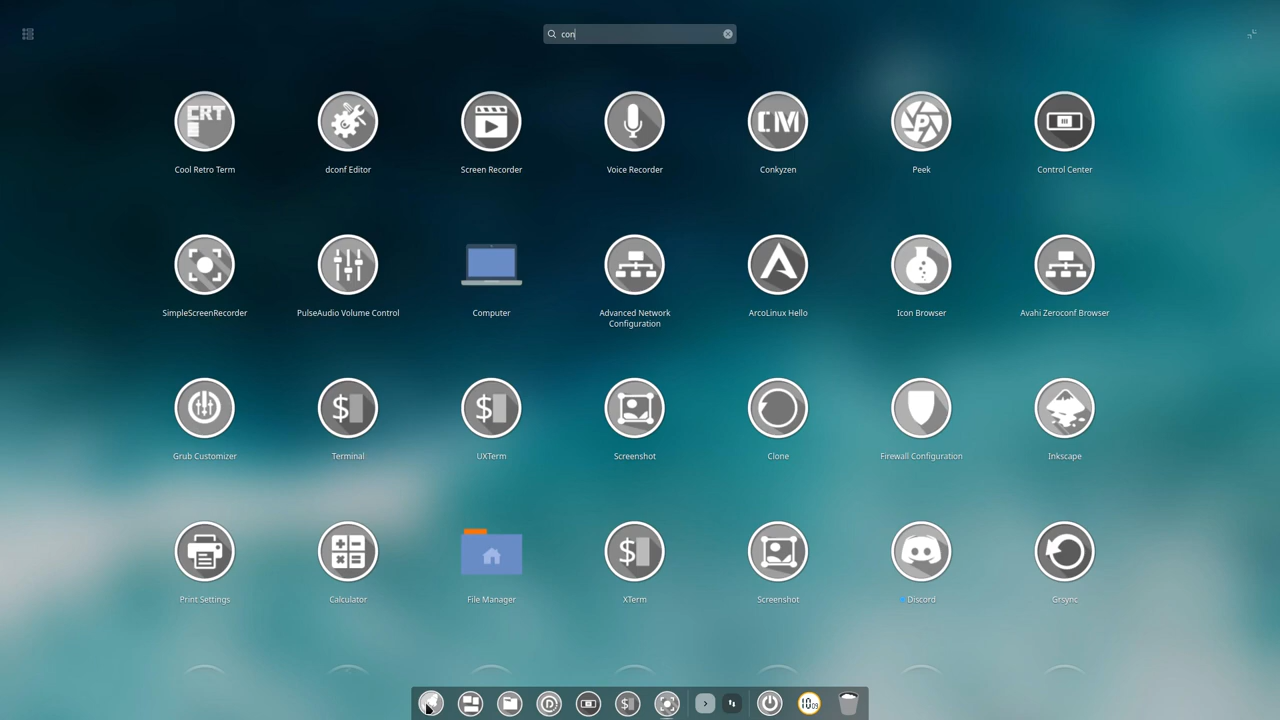 con
CRT
CM
P
Cool Retro Term
dconf Editor
Screen Recorder
Voice Recorder
Conkyzen
Peek
Control Center
SimpleScreenRecorder
PulseAudio Volume Control
Computer
Advanced Network
Configuration
ArcoLinux Hello
Icon Browser
Avahi Zeroconf Browser
$
$
Grub Customizer
Terminal
UXTerm
Screenshot
Clone
Firewall Configuration
Inkscape
$
Print Settings
Calculator
File Manager
XTerm
Screenshot
Discord
Grsync
$
10 09